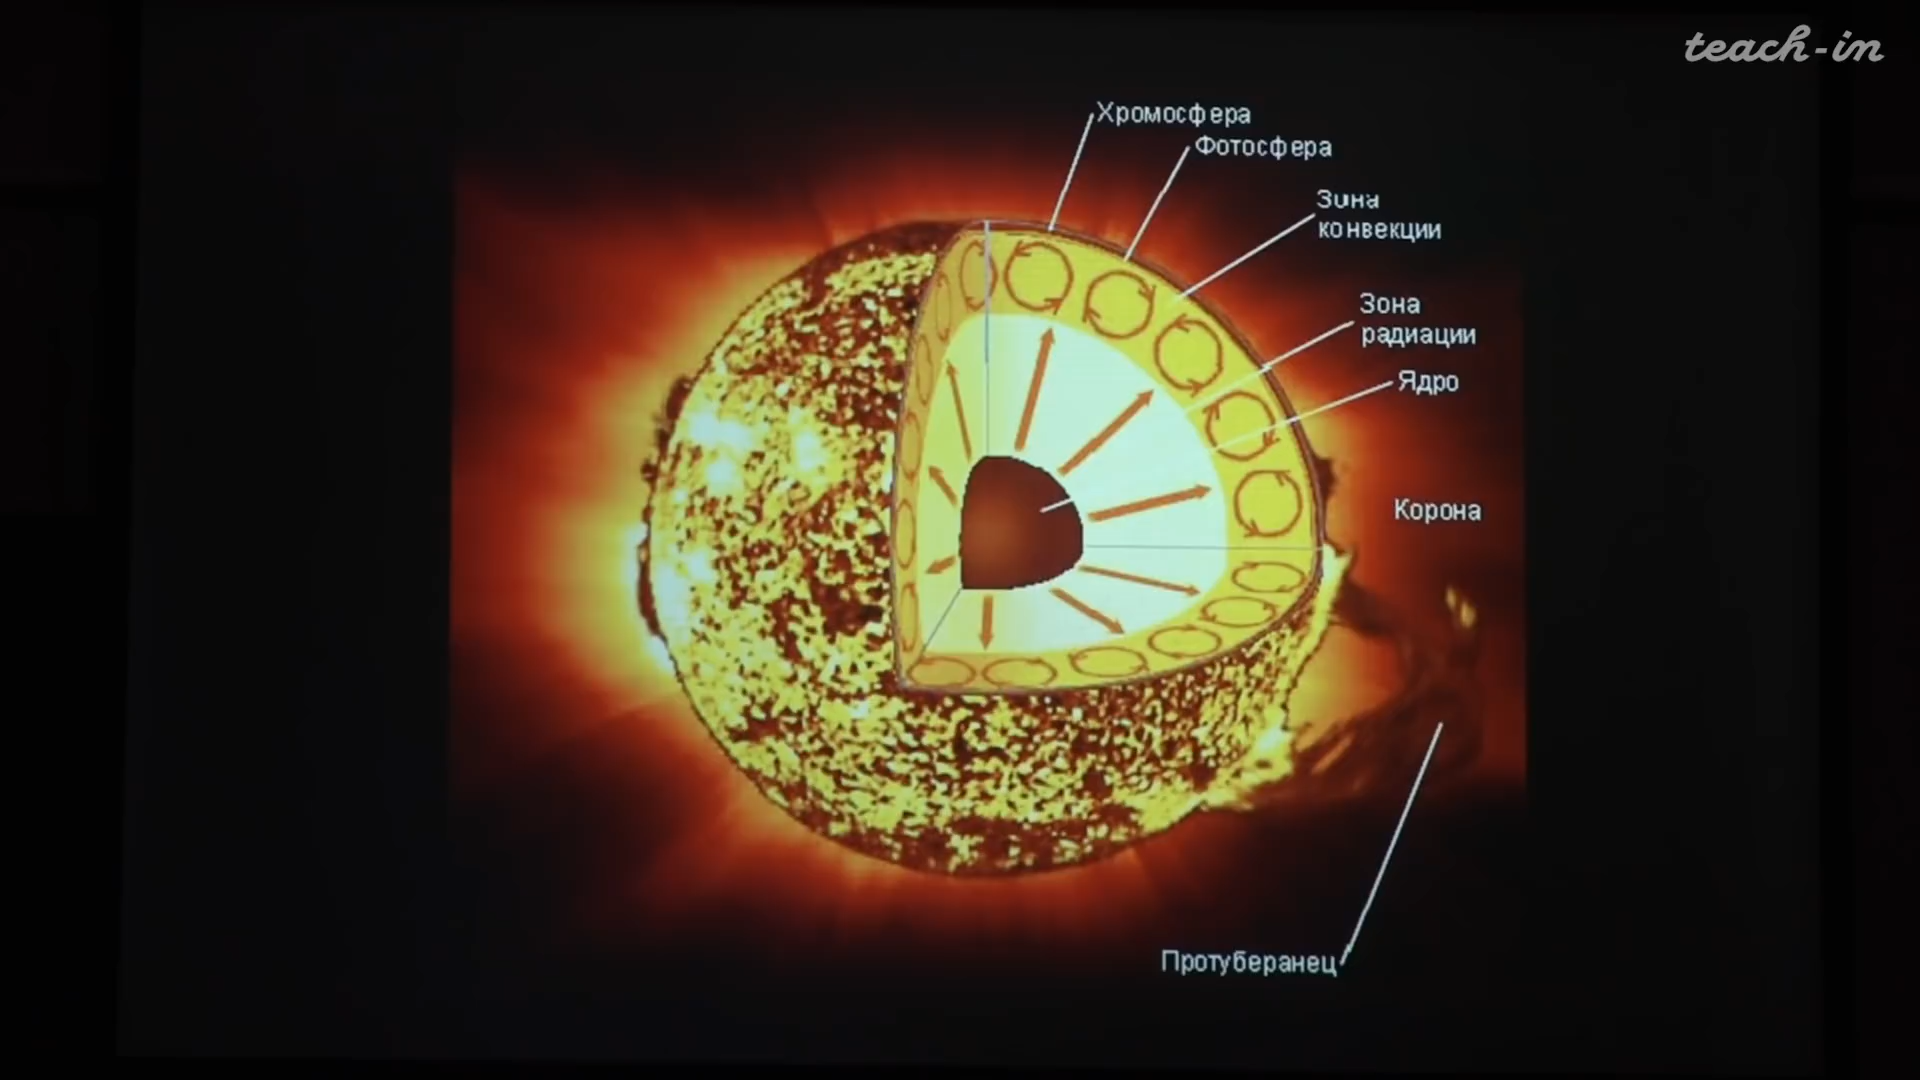 teach-in
Хромосфера
Фотосфера
Зона
конвекции
Зона
радиации
Ядро
Корона
Протуберанец